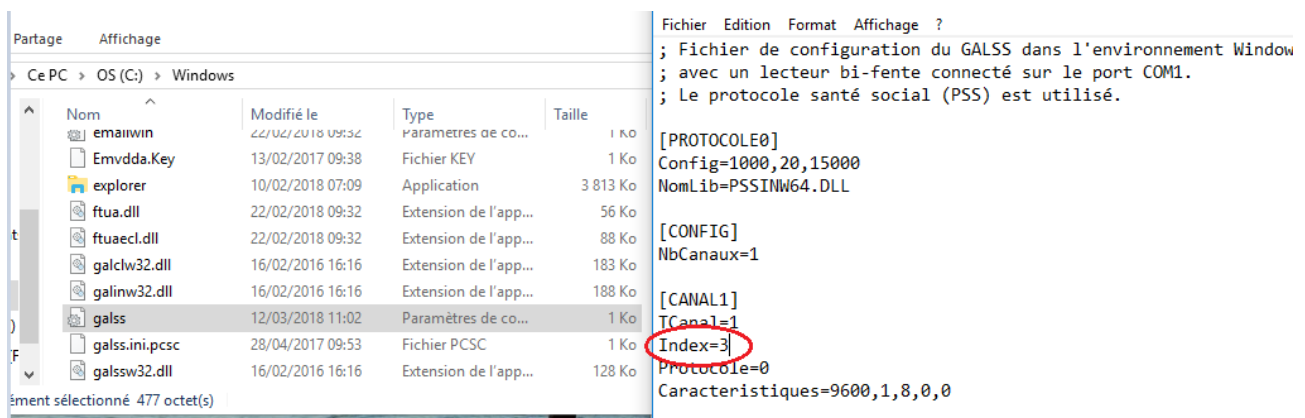 Partage Affichage
› Ce PC › OS (C:) › Windows
Nom Modifié le Type Taille
emailwin 22/02/2018 09:32 Paramètres de co... 1 Ko
Emvdda.Key 13/02/2017 09:38 Fichier KEY 1 Ko
explorer 10/02/2018 07:09 Application 3 813 Ko
ftua.dll 22/02/2018 09:32 Extension de l'app... 56 Ko
ftuaecl.dll 22/02/2018 09:32 Extension de l'app... 88 Ko
galclw32.dll 16/02/2016 16:16 Extension de l'app... 183 Ko
galinw32.dll 16/02/2016 16:16 Extension de l'app... 188 Ko
galss 12/03/2018 11:02 Paramètres de co... 1 Ko
galss.ini.pcsc 28/04/2017 09:53 Fichier PCSC 1 Ko
galssw32.dll 16/02/2016 16:16 Extension de l'app... 128 Ko
ément sélectionné 477 octet(s)
Fichier Edition Format Affichage ?
; Fichier de configuration du GALSS dans l'environnement Window
; avec un lecteur bi-fente connecté sur le port COM1.
; Le protocole santé social (PSS) est utilisé.
[PROTOCOLE0]
Config=1000,20,15000
NomLib=PSSINW64.DLL
[CONFIG]
NbCanaux=1
[CANAL1]
TCanal=1
Index=3
Protocole=0
Caracteristiques=9600,1,8,0,0